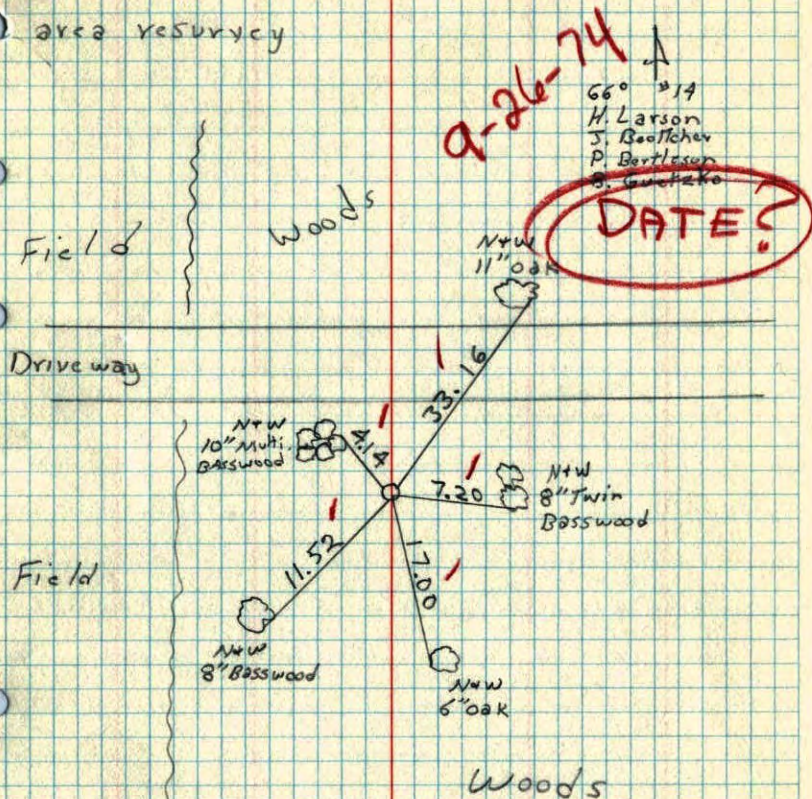 area resurvey
9-26-74
66° #14
H. Larson
J. Boettcher
P. Bertleson
B. Guetzko
DATE?
Woods
Field
N+W
11" Oak
Driveway
33.16
N+W
10" Multi.
BASSWOOD
4.14
7.20
N+W
8" Twin
Basswood
11.52
17.00
Field
N+W
8" Basswood
N+W
6" Oak
Woods